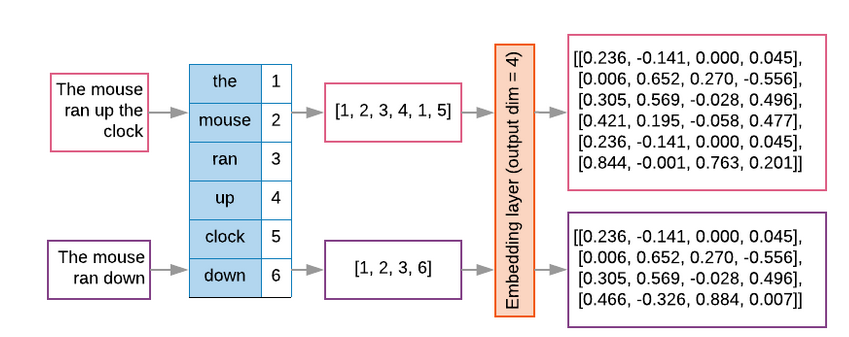 The mouse
ran up the
clock
the 1
mouse 2
ran 3
up 4
clock 5
down 6
[1, 2, 3, 4, 1, 5]
Embedding layer (output dim = 4)
[[0.236, -0.141, 0.000, 0.045],
[0.006, 0.652, 0.270, -0.556],
[0.305, 0.569, -0.028, 0.496],
[0.421, 0.195, -0.058, 0.477],
[0.236, -0.141, 0.000, 0.045],
[0.844, -0.001, 0.763, 0.201]]
The mouse
ran down
[1, 2, 3, 6]
[[0.236, -0.141, 0.000, 0.045],
[0.006, 0.652, 0.270, -0.556],
[0.305, 0.569, -0.028, 0.496],
[0.466, -0.326, 0.884, 0.007]]